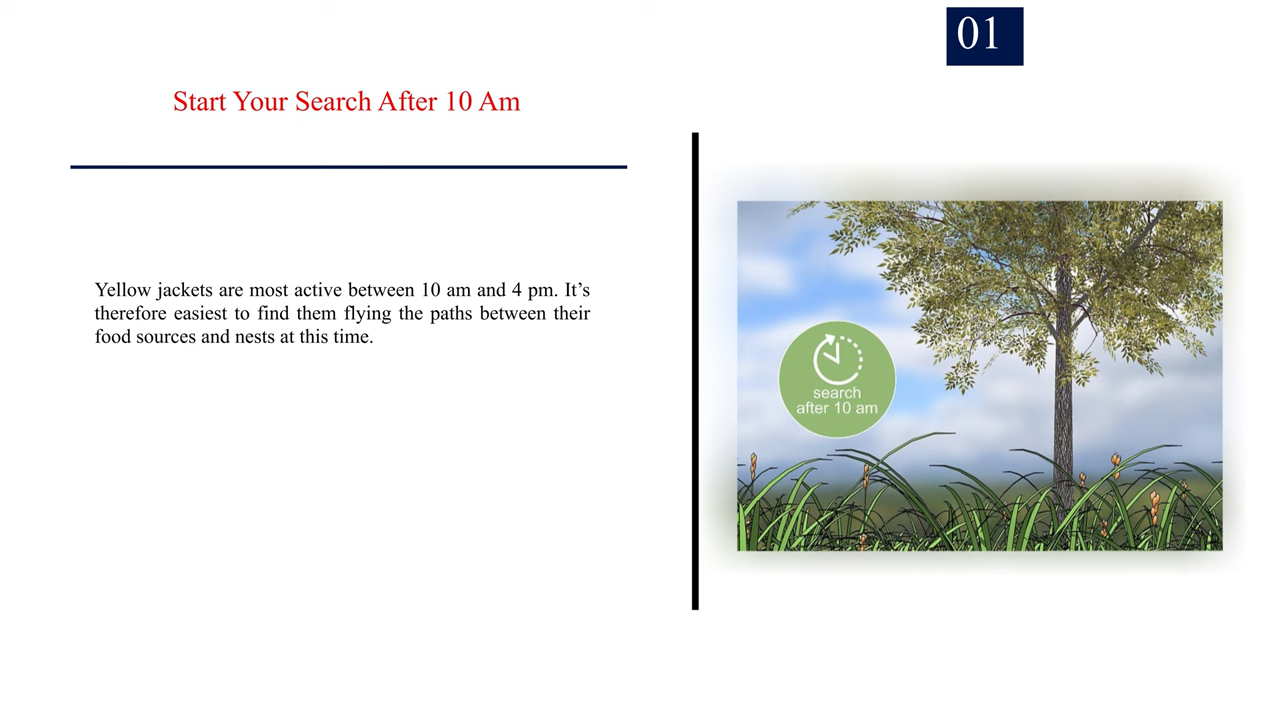 01
Start Your Search After 10 Am
Yellow jackets are most active between 10 am and 4 pm. It’s
therefore easiest to find them flying the paths between their
food sources and nests at this time.
search
after 10 am